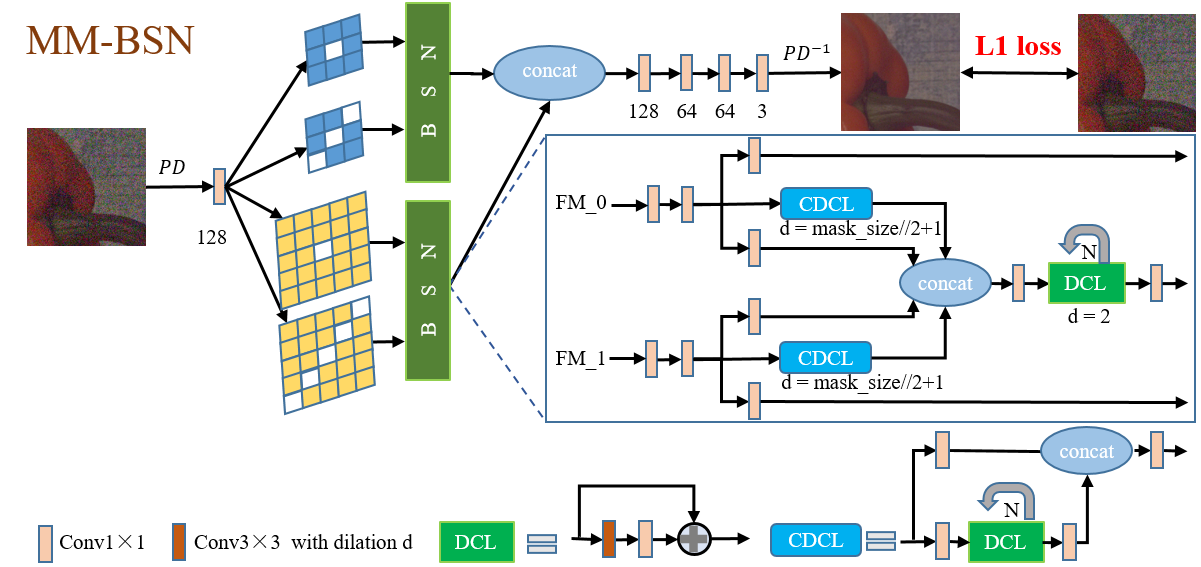 MM-BSN
PD
128
B S N
B S N
concat
128
64
64
3
PD⁻¹
L1 loss
FM_0
CDCL
d = mask_size//2+1
concat
N
DCL
d = 2
FM_1
CDCL
d = mask_size//2+1
Conv1×1
Conv3×3 with dilation d
DCL
CDCL
concat
N
DCL